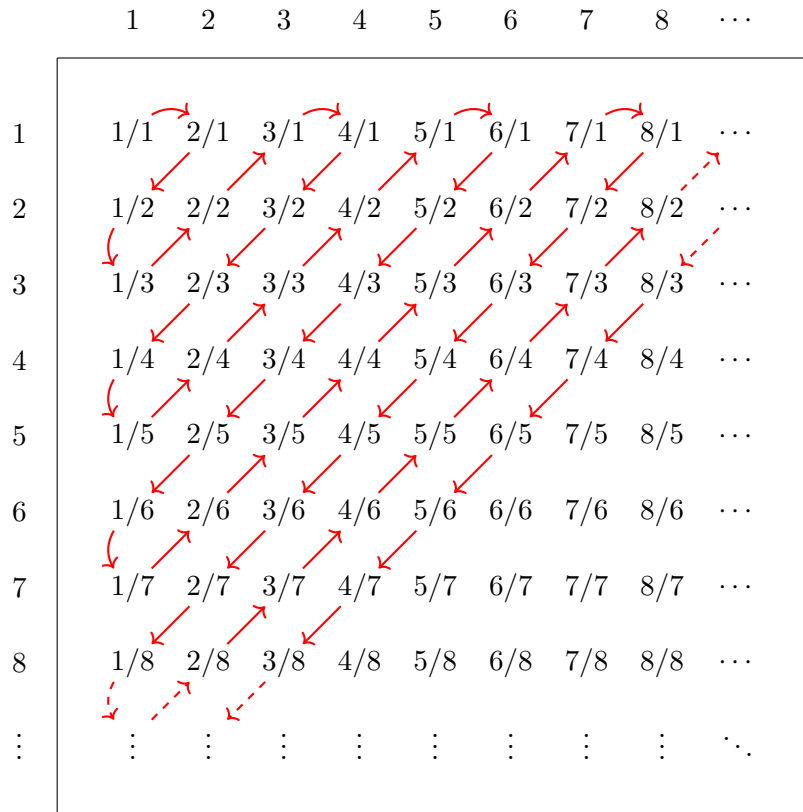 1 2 3 4 5 6 7 8 ⋯
1 1/1 2/1 3/1 4/1 5/1 6/1 7/1 8/1 ⋯
2 1/2 2/2 3/2 4/2 5/2 6/2 7/2 8/2 ⋯
3 1/3 2/3 3/3 4/3 5/3 6/3 7/3 8/3 ⋯
4 1/4 2/4 3/4 4/4 5/4 6/4 7/4 8/4 ⋯
5 1/5 2/5 3/5 4/5 5/5 6/5 7/5 8/5 ⋯
6 1/6 2/6 3/6 4/6 5/6 6/6 7/6 8/6 ⋯
7 1/7 2/7 3/7 4/7 5/7 6/7 7/7 8/7 ⋯
8 1/8 2/8 3/8 4/8 5/8 6/8 7/8 8/8 ⋯
⋮ ⋮ ⋮ ⋮ ⋮ ⋮ ⋮ ⋮ ⋮ ⋱